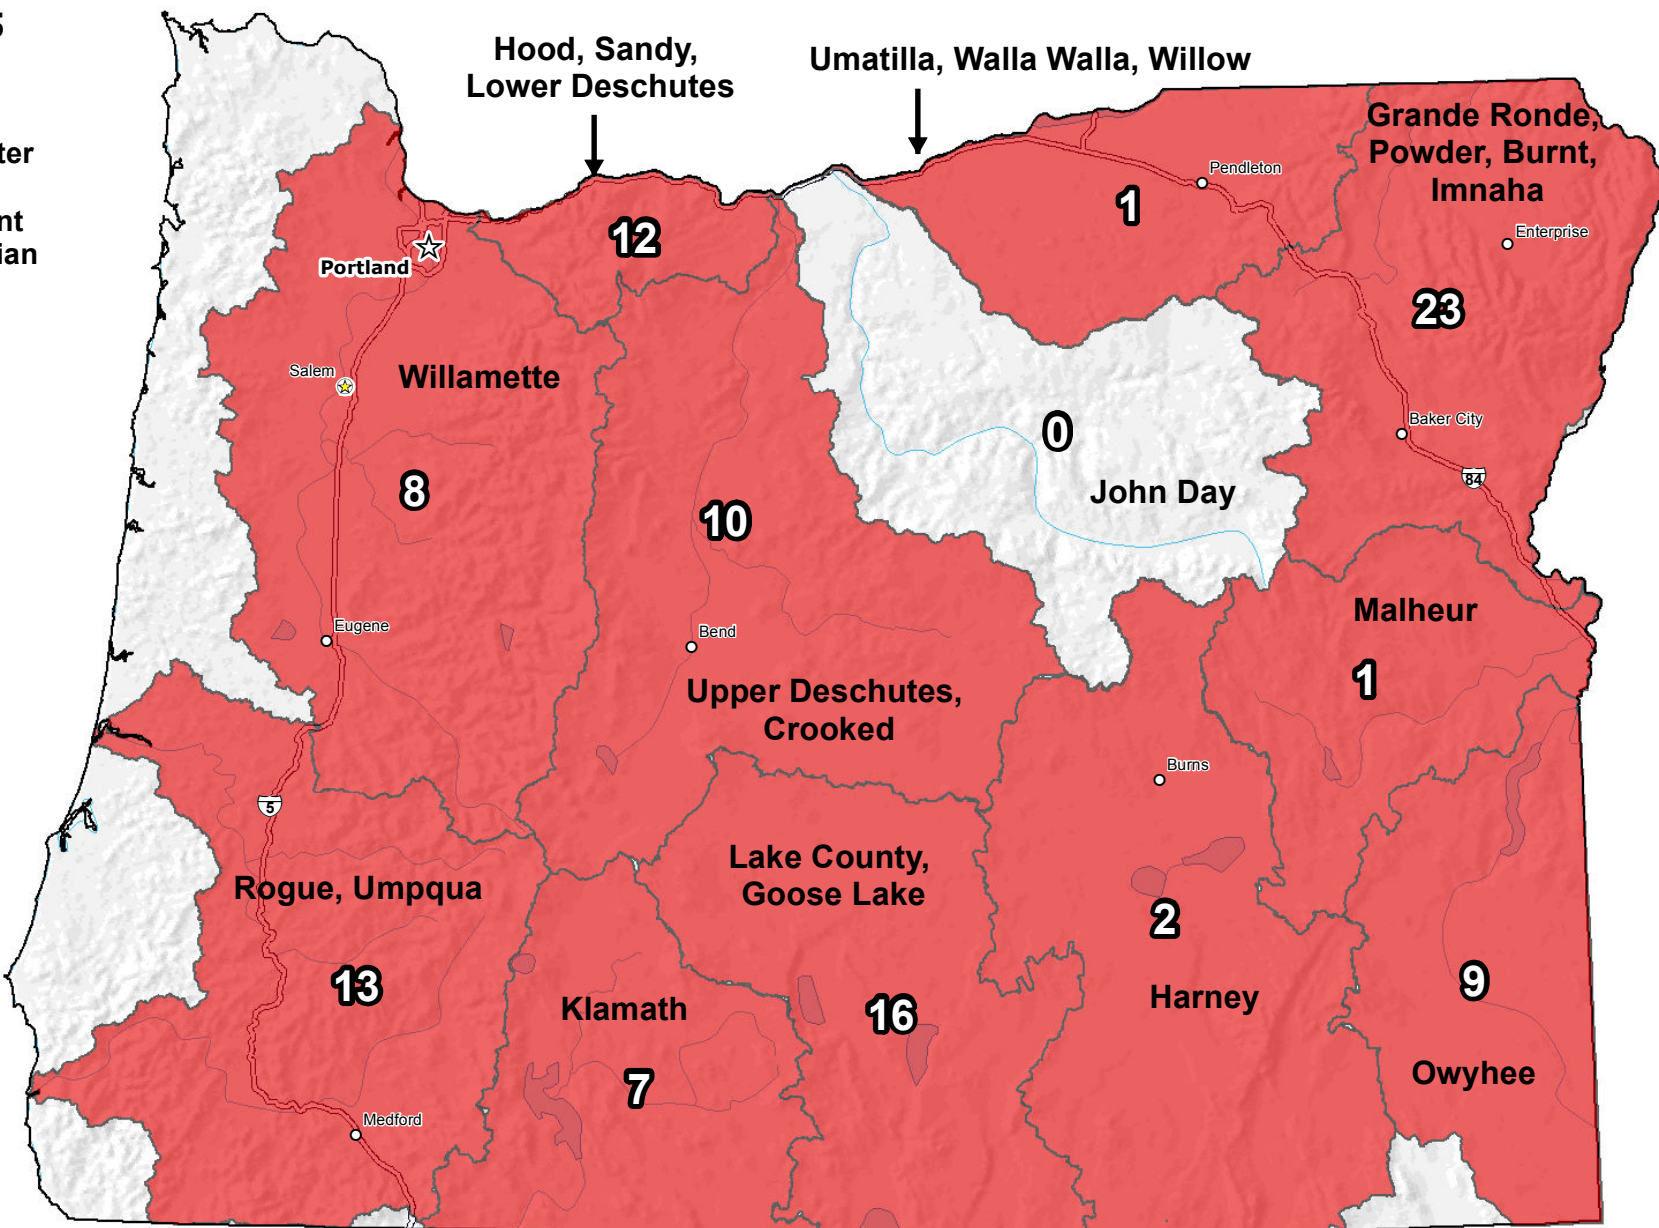 5
Hood, Sandy,
Lower Deschutes
Umatilla, Walla Walla, Willow
Grande Ronde,
Powder, Burnt,
Imnaha
Pendleton
1
Enterprise
12
Portland
23
Salem
Willamette
Baker City
0
John Day
84
8
10
Malheur
Eugene
Bend
1
Upper Deschutes,
Crooked
Burns
5
Lake County,
Goose Lake
Rogue, Umpqua
2
13
9
Klamath
Harney
16
7
Owyhee
Medford